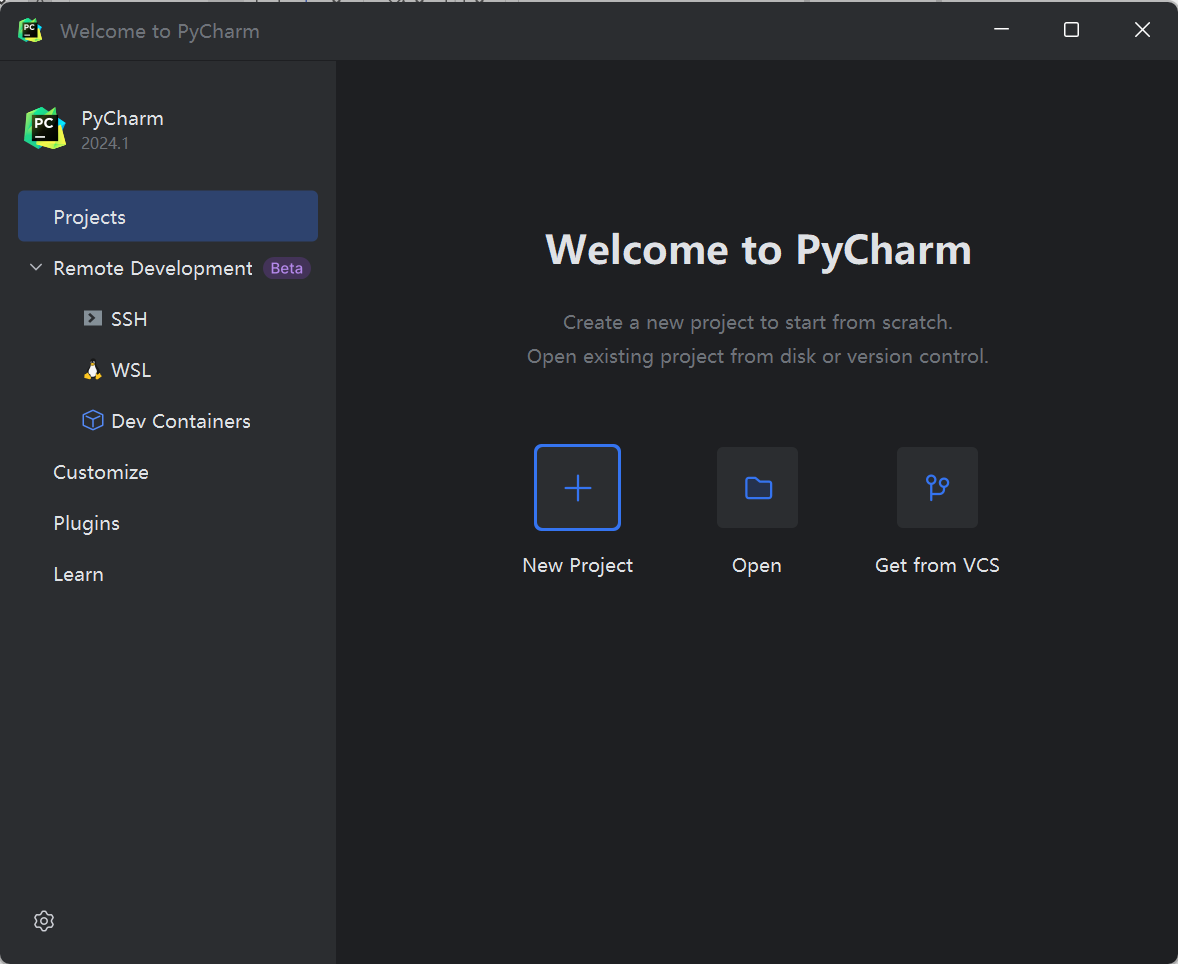 PC Welcome to PyCharm
PC PyCharm
2024.1
Projects
Remote Development Beta
SSH
WSL
Dev Containers
Customize
Plugins
Learn
Welcome to PyCharm
Create a new project to start from scratch.
Open existing project from disk or version control.
New Project Open Get from VCS